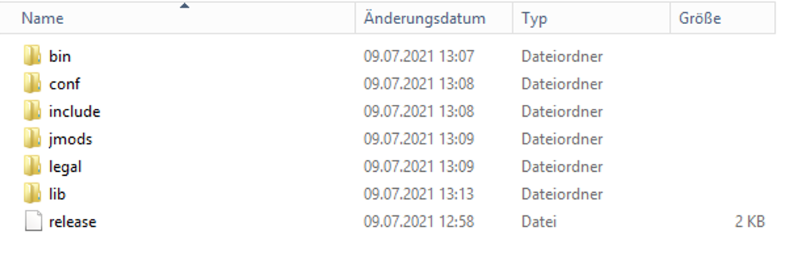 Name Änderungsdatum Typ Größe
bin 09.07.2021 13:07 Dateiordner
conf 09.07.2021 13:08 Dateiordner
include 09.07.2021 13:08 Dateiordner
jmods 09.07.2021 13:09 Dateiordner
legal 09.07.2021 13:09 Dateiordner
lib 09.07.2021 13:13 Dateiordner
release 09.07.2021 12:58 Datei 2 KB